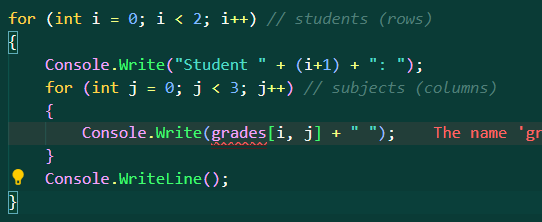 for (int i = 0; i < 2; i++) // students (rows)
{
    Console.Write("Student " + (i+1) + ": ");
    for (int j = 0; j < 3; j++) // subjects (columns)
    {
        Console.Write(grades[i, j] + " ");    The name 'gr
    }
    Console.WriteLine();
}